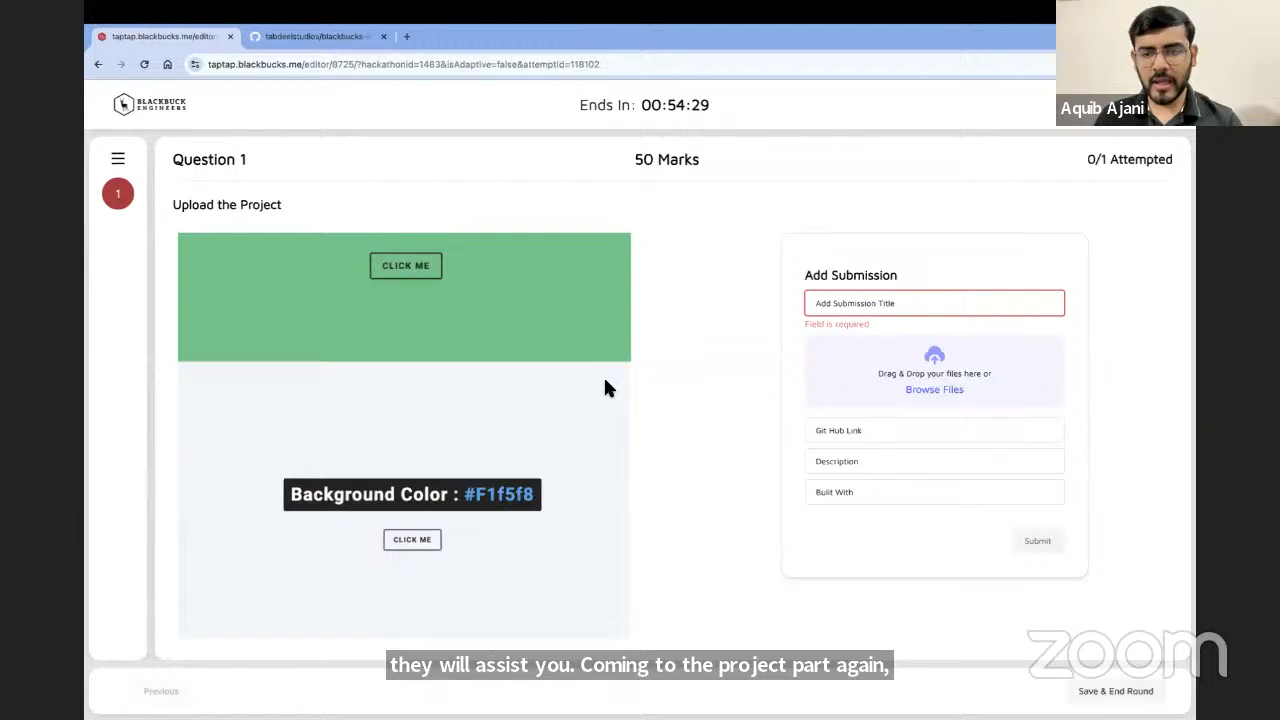 taptap.blackbucks.me/editor
tabdeelstudios/blackbucks-
taptap.blackbucks.me/editor/8725/?hackathonid=1483&isAdaptive=false&attemptId=118102
Aquib Ajani
BLACKBUCK
ENGINEERS
Ends In: 00:54:29
Question 1
50 Marks
0/1 Attempted
1
Upload the Project
CLICK ME
Background Color : #F1f5f8
CLICK ME
Add Submission
Add Submission Title
Field is required
Drag & Drop your files here or
Browse Files
Git Hub Link
Description
Bulit With
Submit
zoom
they will assist you. Coming to the project part again,
Previous
Save & End Round